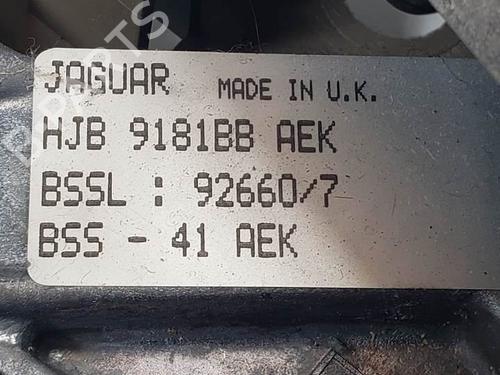 JAGUAR MADE IN U.K.
HJB 9181BB AEK
BSSL : 92660/7
BSS - 41 AEK